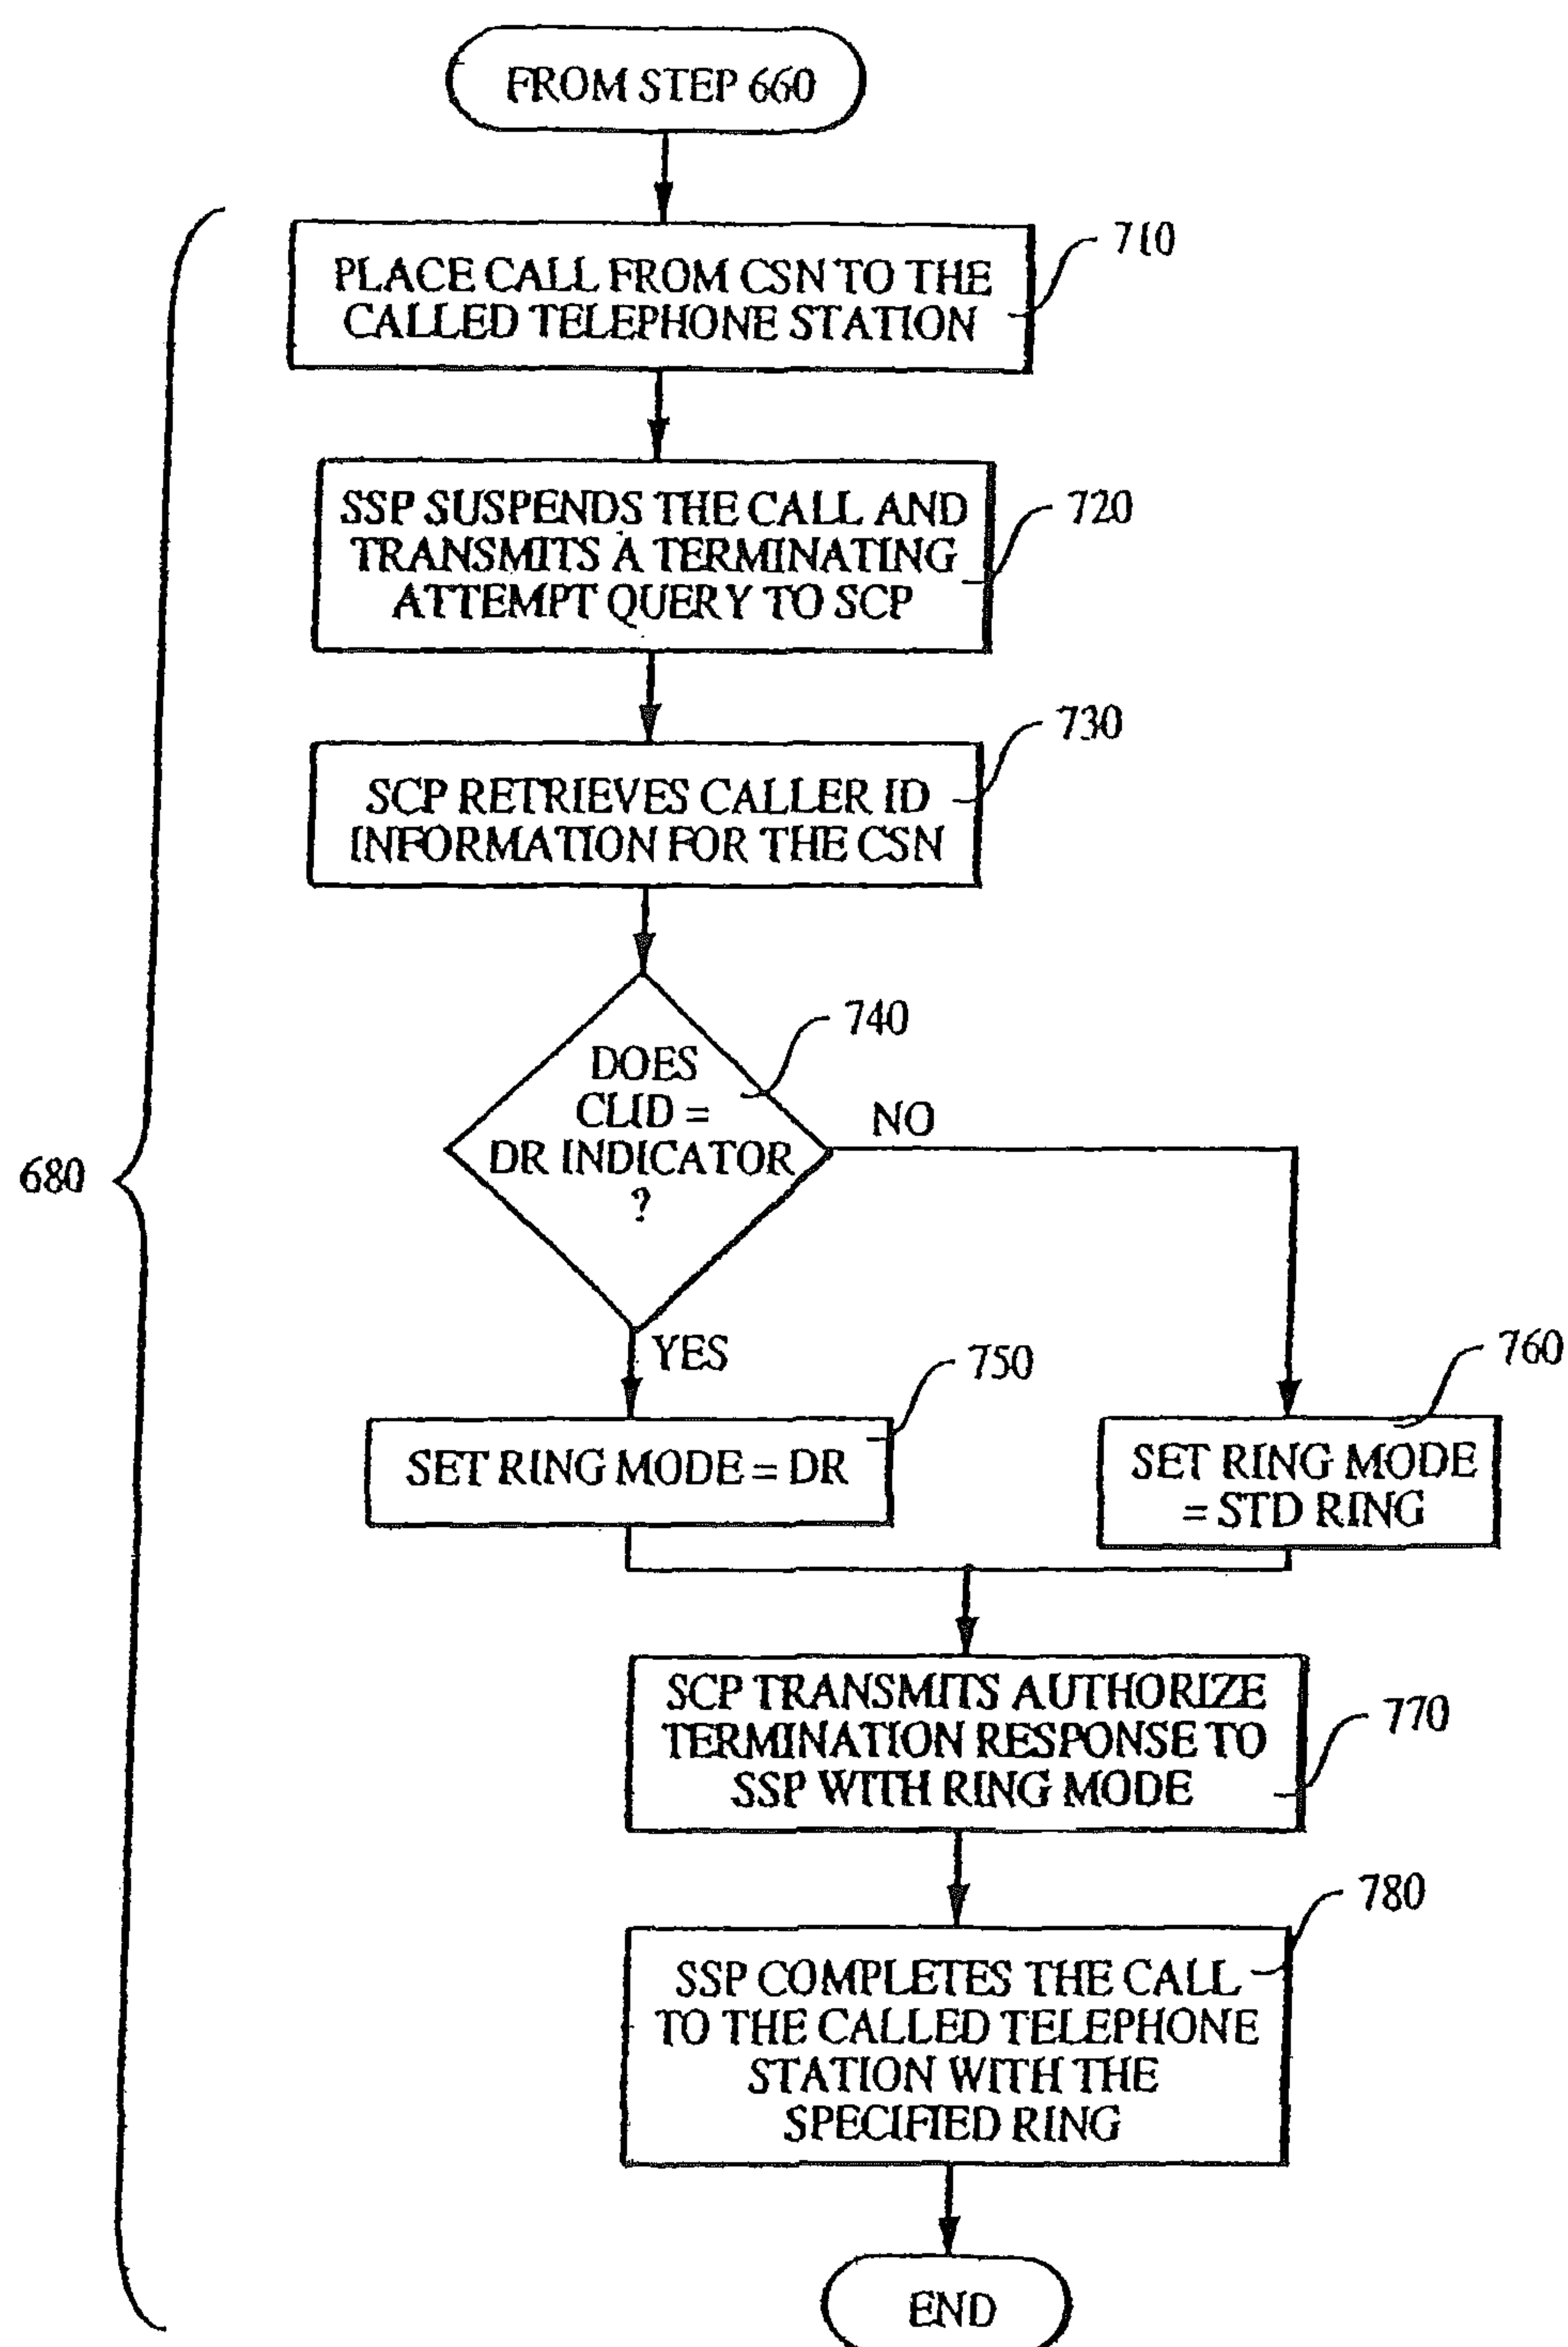 FROM STEP 660
710
PLACE CALL FROM CSN TO THE
CALLED TELEPHONE STATION
720
SSP SUSPENDS THE CALL AND
TRANSMITS A TERMINATING
ATTEMPT QUERY TO SCP
730
SCP RETRIEVES CALLER ID
INFORMATION FOR THE CSN
740
DOES
CLID =
DR INDICATOR
?
NO
680
YES
750
760
SET RING MODE = DR
SET RING MODE
= STD RING
SCP TRANSMITS AUTHORIZE
TERMINATION RESPONSE TO
SSP WITH RING MODE
770
780
SSP COMPLETES THE CALL
TO THE CALLED TELEPHONE
STATION WITH THE
SPECIFIED RING
END